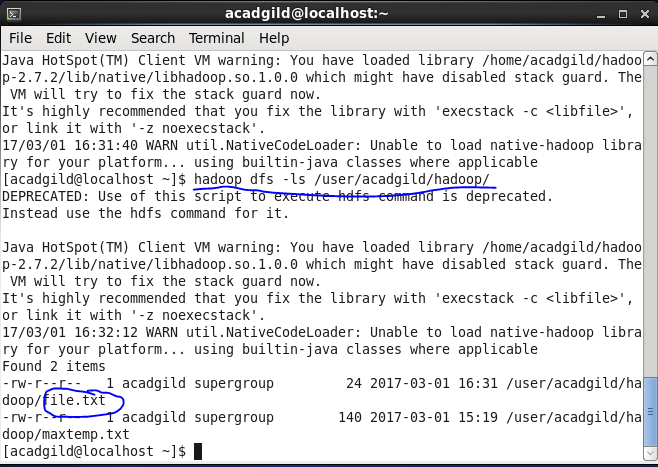 acadgild@localhost:~
File Edit View Search Terminal Help
Java HotSpot(TM) Client VM warning: You have loaded library /home/acadgild/hadoo
p-2.7.2/lib/native/libhadoop.so.1.0.0 which might have disabled stack guard. The
 VM will try to fix the stack guard now.
It's highly recommended that you fix the library with 'execstack -c <libfile>',
or link it with '-z noexecstack'.
17/03/01 16:31:40 WARN util.NativeCodeLoader: Unable to load native-hadoop libra
ry for your platform... using builtin-java classes where applicable
[acadgild@localhost ~]$ hadoop dfs -ls /user/acadgild/hadoop/
DEPRECATED: Use of this script to execute hdfs command is deprecated.
Instead use the hdfs command for it.
Java HotSpot(TM) Client VM warning: You have loaded library /home/acadgild/hadoo
p-2.7.2/lib/native/libhadoop.so.1.0.0 which might have disabled stack guard. The
 VM will try to fix the stack guard now.
It's highly recommended that you fix the library with 'execstack -c <libfile>',
or link it with '-z noexecstack'.
17/03/01 16:32:12 WARN util.NativeCodeLoader: Unable to load native-hadoop libra
ry for your platform... using builtin-java classes where applicable
Found 2 items
-rw-r--r--   1 acadgild supergroup         24 2017-03-01 16:31 /user/acadgild/ha
doop/file.txt
-rw-r--r--   1 acadgild supergroup        140 2017-03-01 15:19 /user/acadgild/ha
doop/maxtemp.txt
[acadgild@localhost ~]$